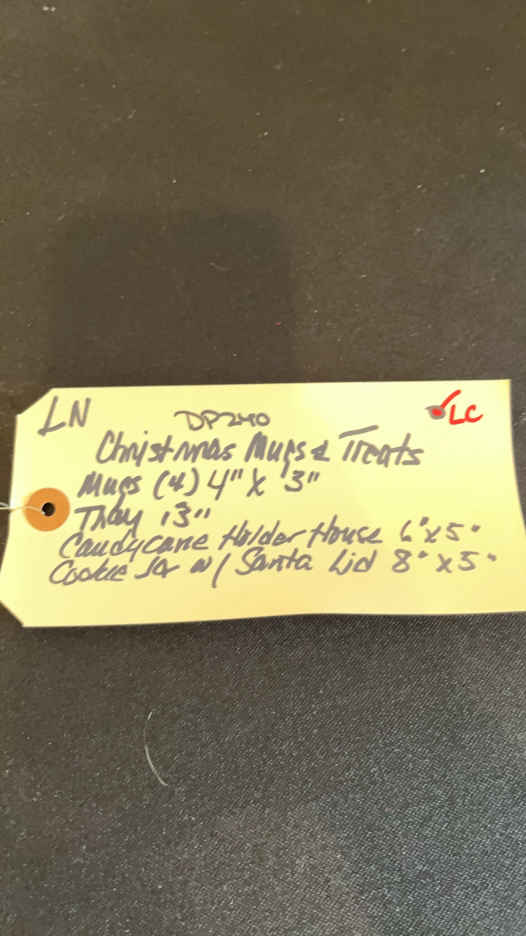 LN DP240 LC
Christmas Mugs & Treats
Mugs (4) 4" x 3"
Tray 13"
Candycane Holder House 6"x5"
Cookie Jar w/ Santa Lid 8" x 5"